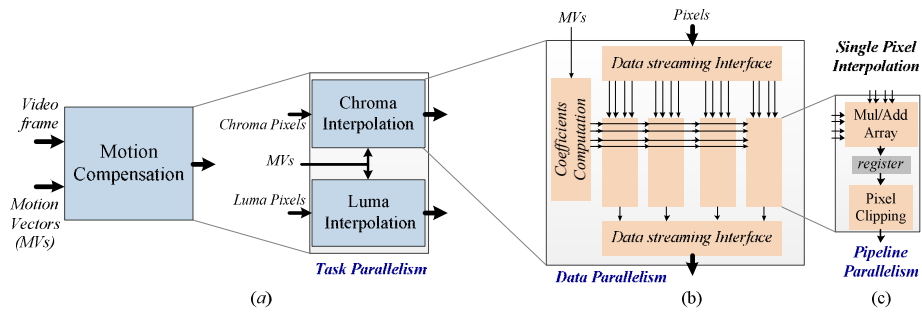 Video
frame
Motion
Vectors
(MVs)
Motion
Compensation
Chroma Pixels
MVs
Luma Pixels
Chroma
Interpolation
Luma
Interpolation
Task Parallelism
(a)
MVs
Pixels
Data streaming Interface
Coefficients
Computation
Data streaming Interface
Data Parallelism
(b)
Single Pixel
Interpolation
Mul/Add
Array
register
Pixel
Clipping
Pipeline
Parallelism
(c)